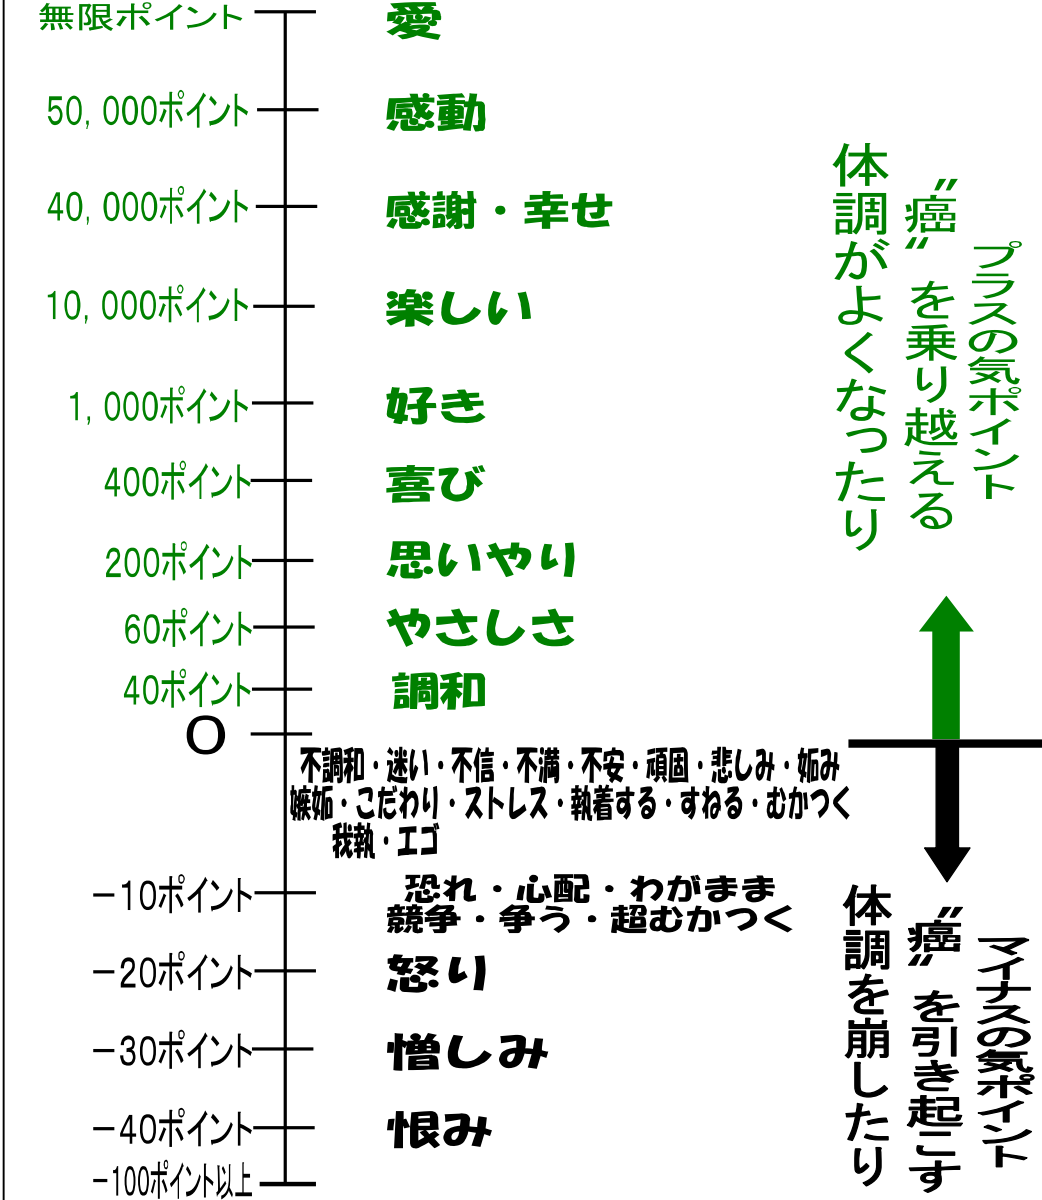 無限ポイント 愛
50,000ポイント 感動
40,000ポイント 感謝・幸せ
10,000ポイント 楽しい
1,000ポイント 好き
400ポイント 喜び
200ポイント 思いやり
60ポイント やさしさ
40ポイント 調和
0
不調和・迷い・不信・不満・不安・頑固・悲しみ・妬み
嫉妬・こだわり・ストレス・執着する・すねる・むかつく
我執・エゴ
−10ポイント 恐れ・心配・わがまま
競争・争う・超むかつく
−20ポイント 怒り
−30ポイント 憎しみ
−40ポイント 恨み
−100ポイント以上
プラスの気ポイント
“癌”を乗り越える
体調がよくなったり
マイナスの気ポイント
“癌”を引き起こす
体調を崩したり